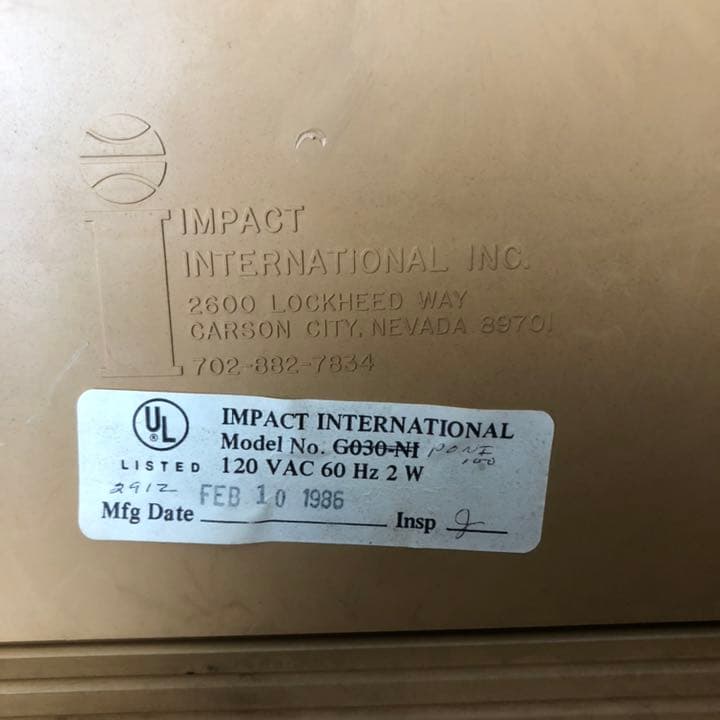 IMPACT
INTERNATIONAL INC.
2600 LOCKHEED WAY
CARSON CITY, NEVADA 89701
702-882-7834
UL
®
LISTED
2912
IMPACT INTERNATIONAL
Model No. G030-NI
120 VAC 60 Hz 2 W
FEB 10 1986
Mfg Date Insp